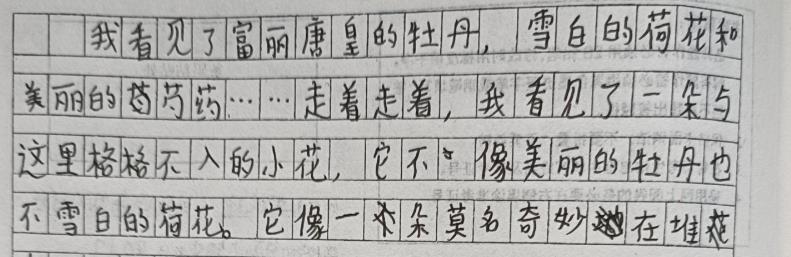 我看见了富丽唐皇的牡丹，雪白的荷花和
美丽的芍药……走着走着，我看见了一朵与
这里格格不入的小花，它不像美丽的牡丹也
不雪白的荷花。它像一朵莫名奇妙在堆